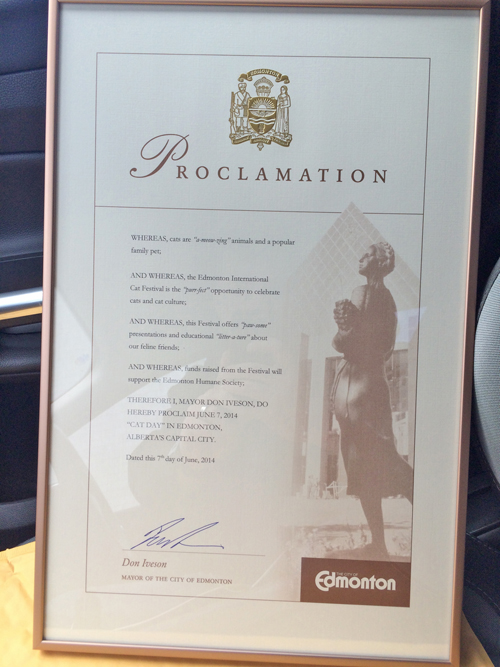 EDMONTON
PROCLAMATION
WHEREAS, cats are "a-meow-zing" animals and a popular
family pet;
AND WHEREAS, the Edmonton International
Cat Festival is the "purr-fect" opportunity to celebrate
cats and cat culture;
AND WHEREAS, this Festival offers "paw-some"
presentations and educational "litter-a-ture" about
our feline friends;
AND WHEREAS, funds raised from the Festival will
support the Edmonton Humane Society;
THEREFORE I, MAYOR DON IVESON, DO
HEREBY PROCLAIM JUNE 7, 2014
"CAT DAY" IN EDMONTON,
ALBERTA'S CAPITAL CITY.
Dated this 7th day of June, 2014
Don Iveson
MAYOR OF THE CITY OF EDMONTON
THE CITY OF
Edmonton